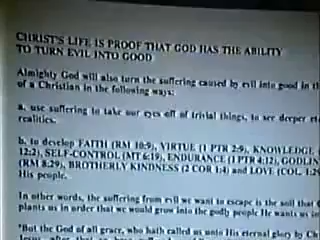 CHRIST'S LIFE IS PROOF THAT GOD HAS THE ABILITY
TO TURN EVIL INTO GOOD
Almighty God will also turn the suffering caused by evil into good in
of a Christian in the following ways:
a. use suffering to take our eyes off of trivial things, to see deeper
realities.
b. to develop FAITH (RM 10:9), VIRTUE (1 PTR 2:9), KNOWLEDGE
12:2), SELF-CONTROL (MT 6:19), ENDURANCE (1 PTR 4:12),
(RM 8:29), BROTHERLY KINDNESS (2 COR 1:4) and LOVE (COL.
His people.
In other words, the suffering from evil we want to escape is the soil that
plants us in order that we would grow into the godly people He wants us
"But the God of all grace, who hath called us unto His eternal glory by
Jesus, after that